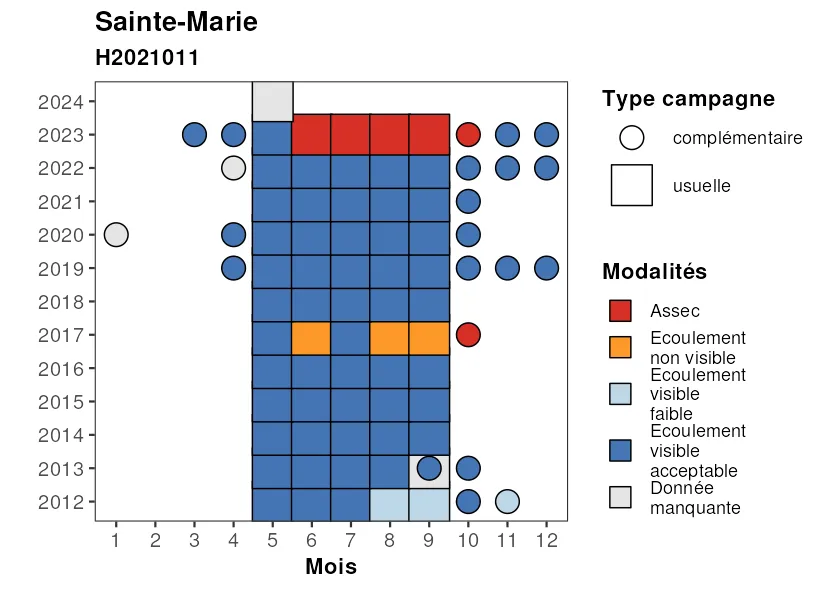 Sainte-Marie
H2021011
2024
2023
2022
2021
2020
2019
2018
2017
2016
2015
2014
2013
2012
1 2 3 4 5 6 7 8 9 10 11 12
Mois
Type campagne
complémentaire
usuelle
Modalités
Assec
Ecoulement
non visible
Ecoulement
visible
faible
Ecoulement
visible
acceptable
Donnée
manquante